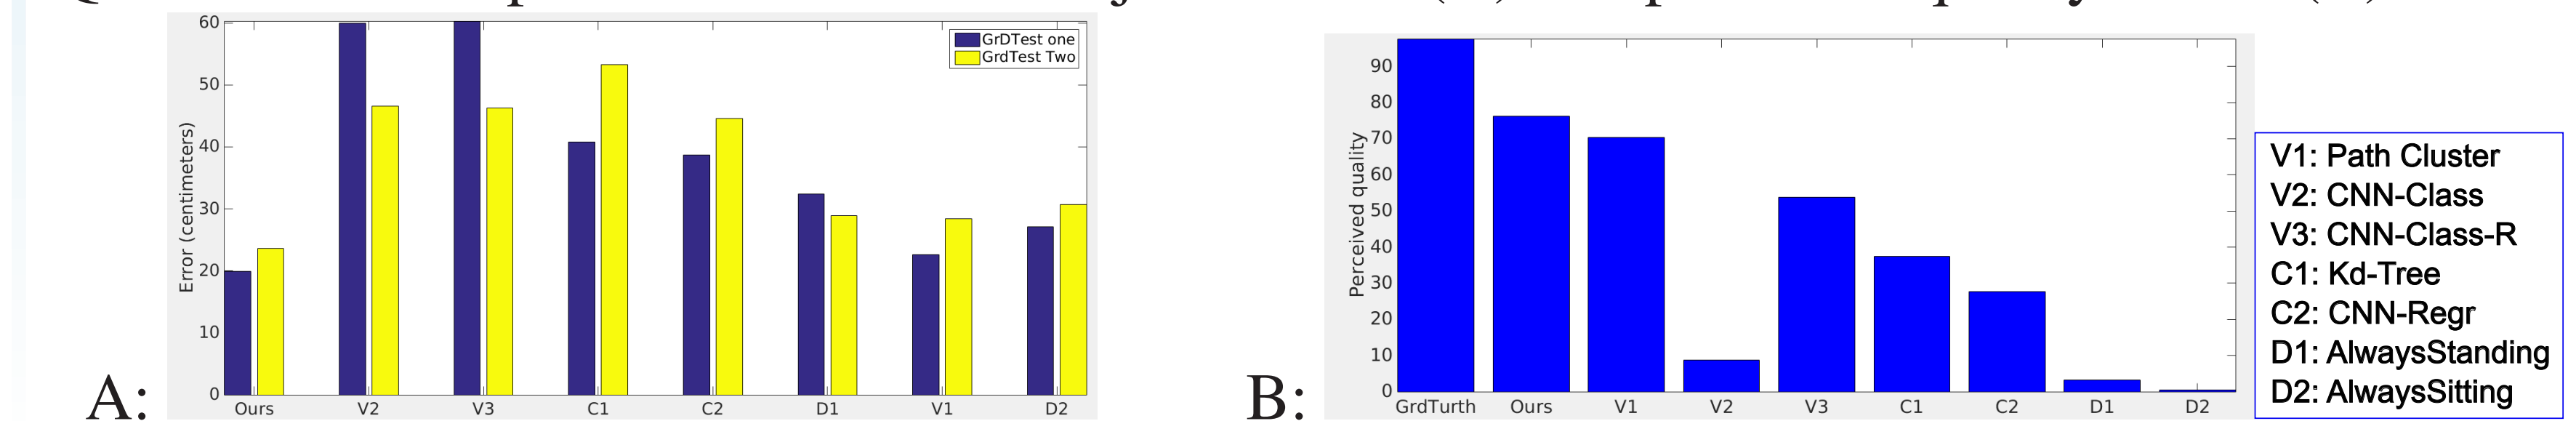 60
50
40
30
20
10
0
Error (centimeters)
GrDTest one
GrdTest Two
Ours V2 V3 C1 C2 D1 V1 D2
A:
90
80
70
60
50
40
30
20
10
0
Perceived quality
GrdTurth Ours V1 V2 V3 C1 C2 D1 D2
B:
V1: Path Cluster
V2: CNN-Class
V3: CNN-Class-R
C1: Kd-Tree
C2: CNN-Regr
D1: AlwaysStanding
D2: AlwaysSitting